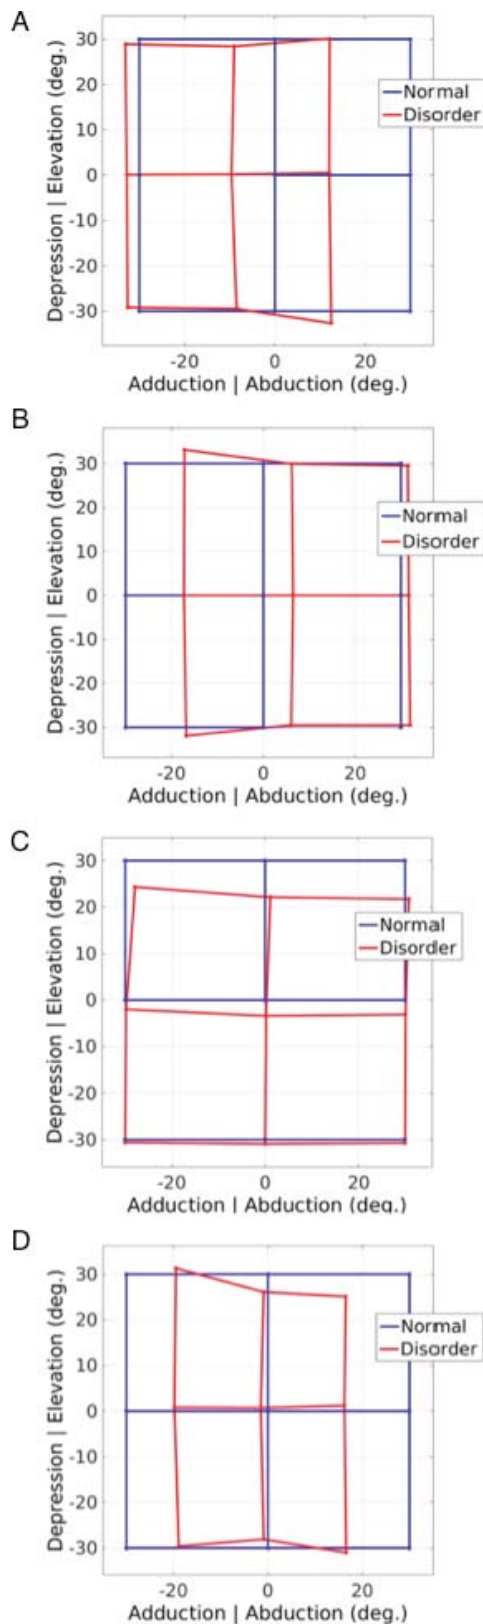 A
Depression | Elevation (deg.)
30
20
10
0
-10
-20
-30
Normal
Disorder
-20
0
20
Adduction | Abduction (deg.)
B
Depression | Elevation (deg.)
30
20
10
0
-10
-20
-30
Normal
Disorder
-20
0
20
Adduction | Abduction (deg.)
C
Depression | Elevation (deg.)
30
20
10
0
-10
-20
-30
Normal
Disorder
-20
0
20
Adduction | Abduction (deg.)
D
Depression | Elevation (deg.)
30
20
10
0
-10
-20
-30
Normal
Disorder
-20
0
20
Adduction | Abduction (deg.)